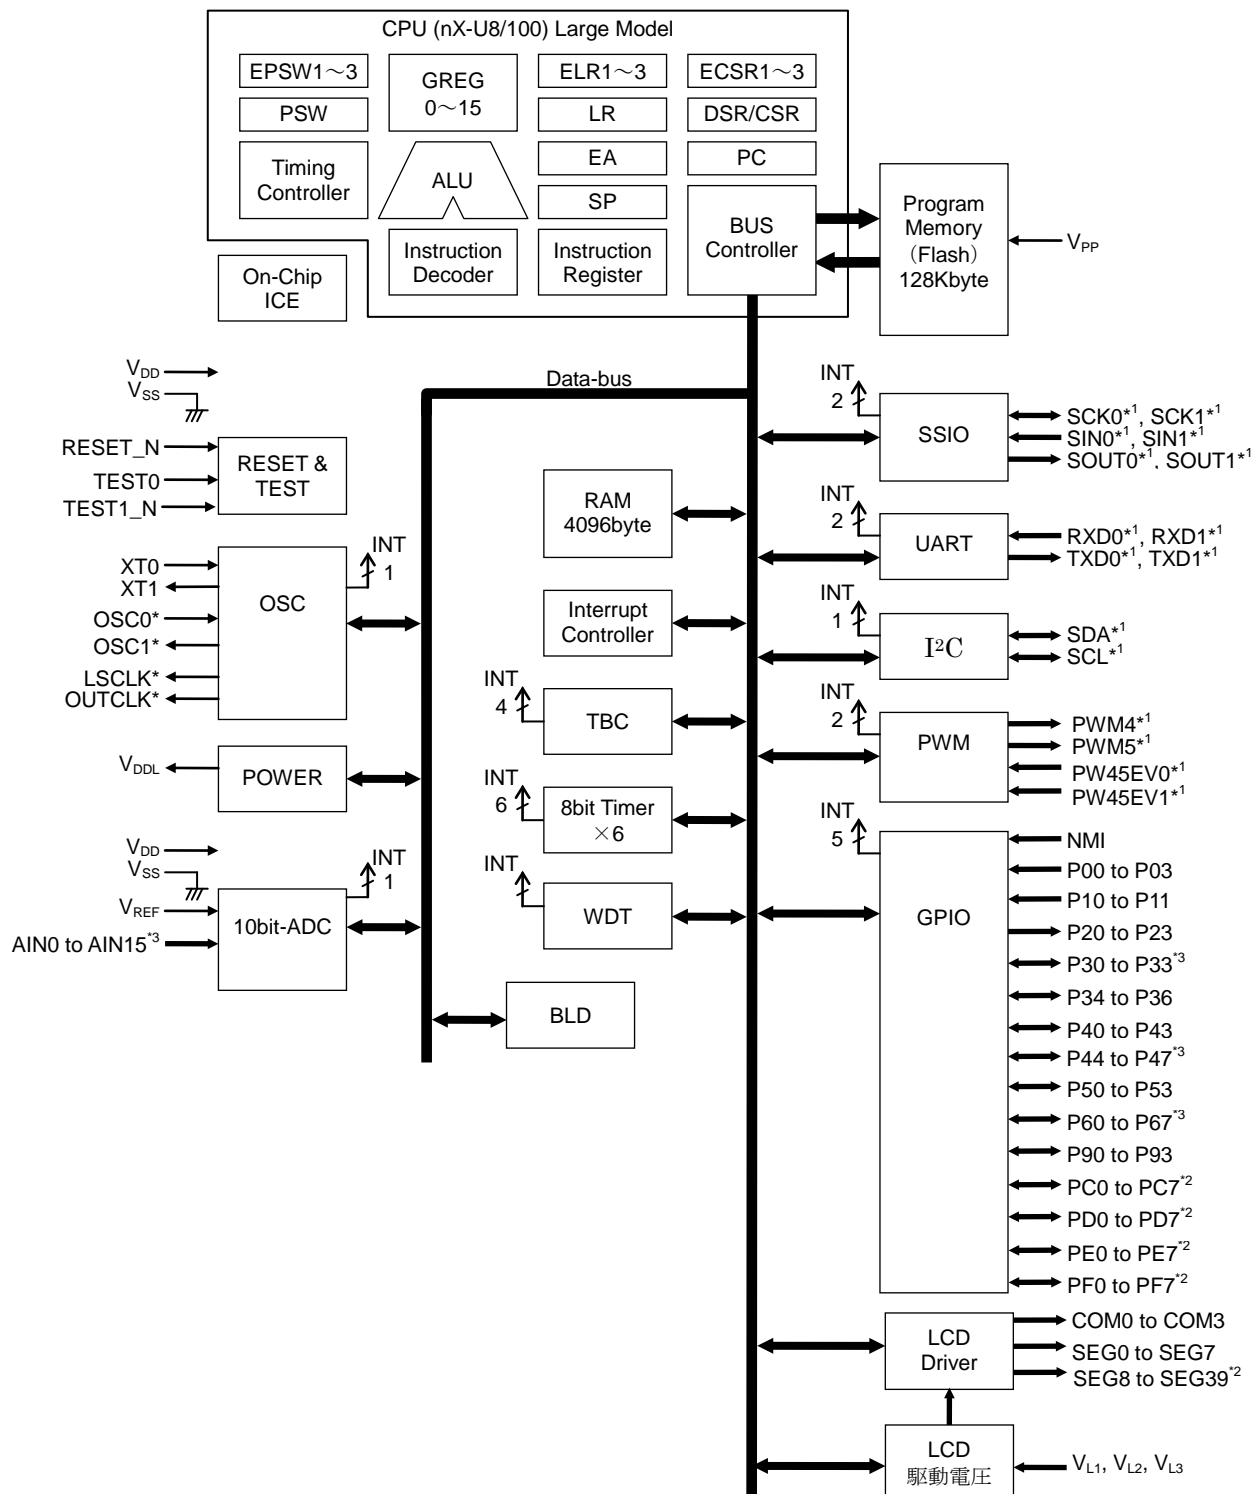 CPU (nX-U8/100) Large Model
EPSW1～3
GREG
0～15
ELR1～3
ECSR1～3
PSW
LR
DSR/CSR
Timing
Controller
ALU
EA
PC
SP
BUS
Controller
Instruction
Decoder
Instruction
Register
On-Chip
ICE
Program
Memory
（Flash）
128Kbyte
VPP
VDD
VSS
Data-bus
RESET_N
TEST0
TEST1_N
RESET &
TEST
INT
2
SSIO
SCK0*1, SCK1*1
SIN0*1, SIN1*1
SOUT0*1, SOUT1*1
RAM
4096byte
INT
2
UART
RXD0*1, RXD1*1
TXD0*1, TXD1*1
XT0
XT1
OSC0*
OSC1*
LSCLK*
OUTCLK*
OSC
INT
1
Interrupt
Controller
INT
1
I2C
SDA*1
SCL*1
INT
4
TBC
INT
2
PWM
PWM4*1
PWM5*1
PW45EV0*1
PW45EV1*1
VDDL
POWER
INT
6
8bit Timer
×6
INT
5
GPIO
NMI
P00 to P03
P10 to P11
P20 to P23
P30 to P33*3
P34 to P36
P40 to P43
P44 to P47*3
P50 to P53
P60 to P67*3
P90 to P93
PC0 to PC7*2
PD0 to PD7*2
PE0 to PE7*2
PF0 to PF7*2
VDD
VSS
VREF
AIN0 to AIN15*3
10bit-ADC
INT
1
INT
WDT
BLD
LCD
Driver
COM0 to COM3
SEG0 to SEG7
SEG8 to SEG39*2
LCD
駆動電圧
VL1, VL2, VL3